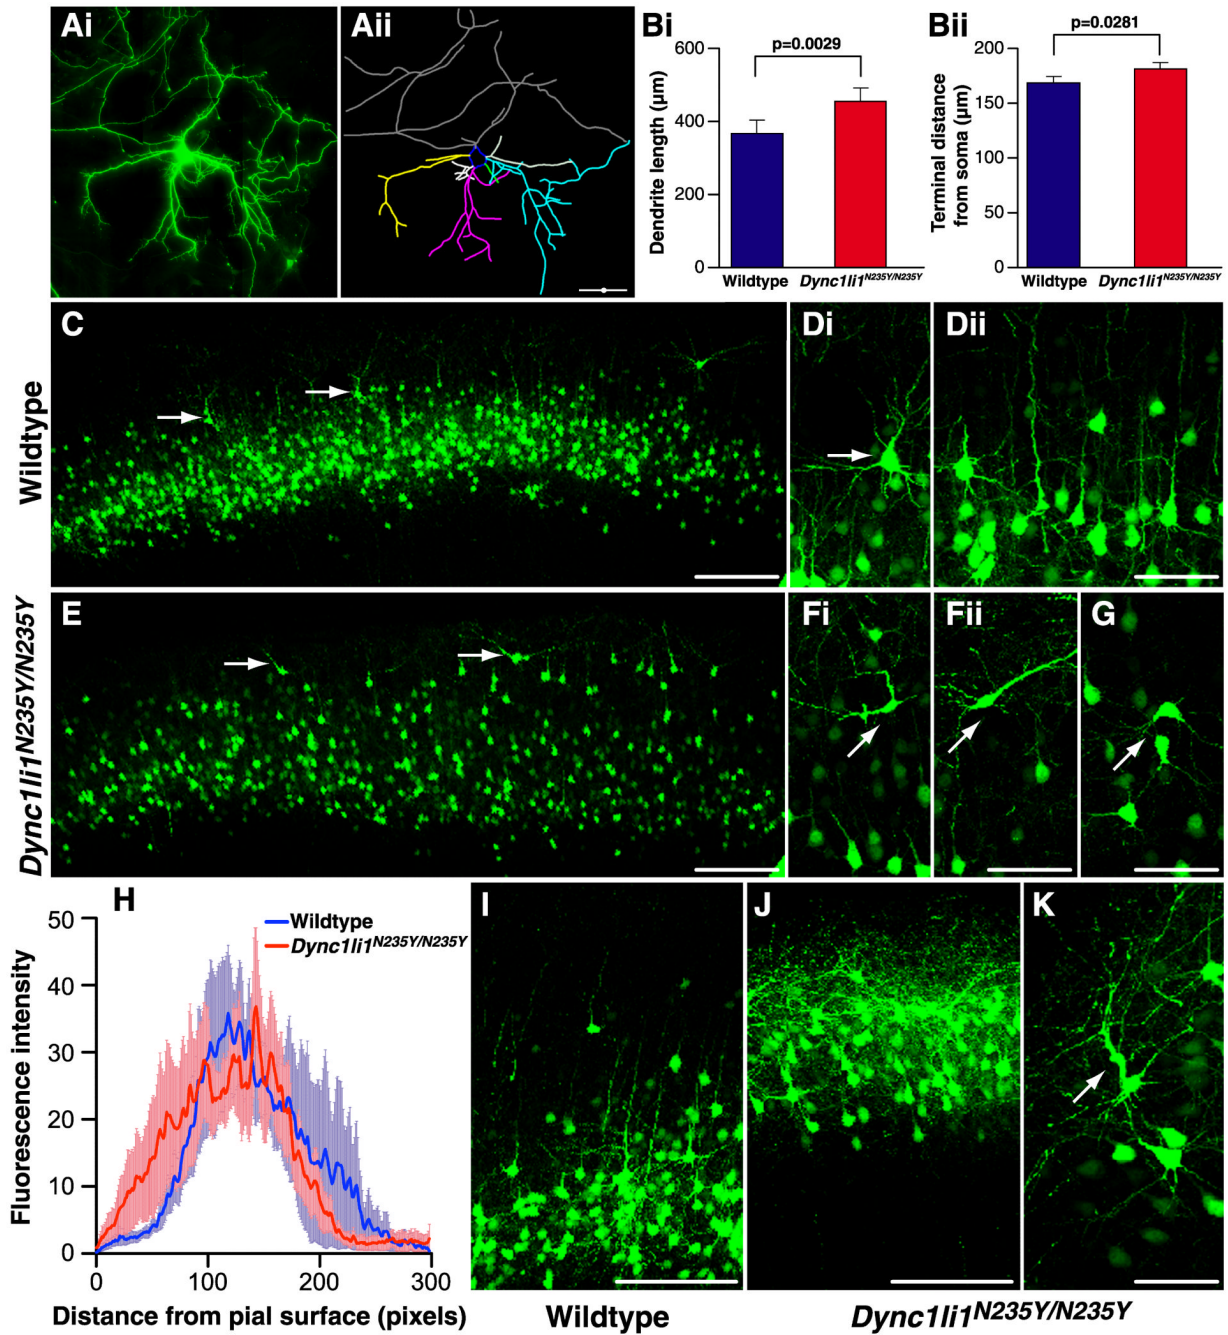 Ai
Aii
Bi
p=0.0029
600
400
200
0
Dendrite length (µm)
Wildtype
Dync1li1N235Y/N235Y
Bii
p=0.0281
200
150
100
50
0
Terminal distance
from soma (µm)
Wildtype
Dync1li1N235Y/N235Y
Wildtype
C
Di
Dii
Dync1li1N235Y/N235Y
E
Fi
Fii
G
H
Wildtype
Dync1li1N235Y/N235Y
50
40
30
20
10
0
Fluorescence intensity
0
100
200
300
Distance from pial surface (pixels)
I
J
K
Wildtype
Dync1li1N235Y/N235Y